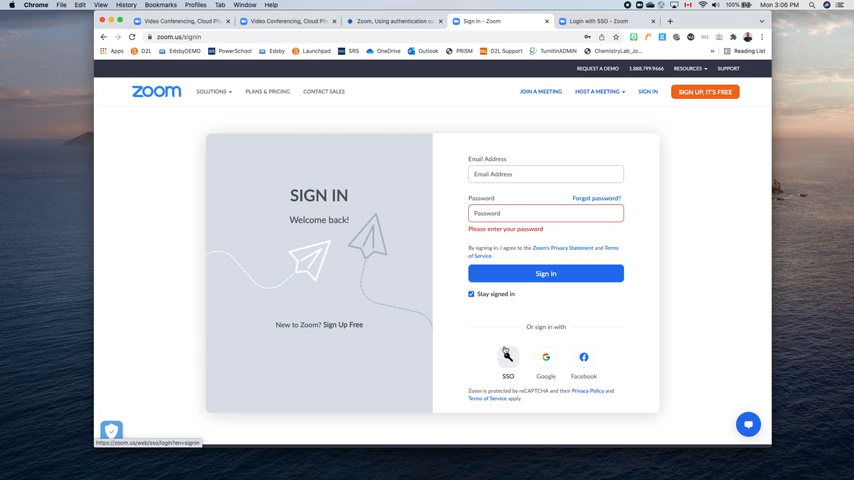 Chrome File Edit View History Bookmarks Profiles Tab Window Help
100% Mon 3:06 PM
Video Conferencing, Cloud Ph Video Conferencing, Cloud Ph Zoom, Using authentication op Sign In - Zoom Login with SSO - Zoom
zoom.us/signin
Apps D2L EdsbyDEMO PowerSchool Edsby Launchpad SRS OneDrive Outlook PRISM D2L Support TurnitinADMIN ChemistryLab_Jo... Reading List
REQUEST A DEMO 1.888.799.9666 RESOURCES SUPPORT
zoom SOLUTIONS PLANS & PRICING CONTACT SALES JOIN A MEETING HOST A MEETING SIGN IN SIGN UP, IT'S FREE
SIGN IN
Welcome back!
New to Zoom? Sign Up Free
Email Address
Email Address
Password Forgot password?
Password
Please enter your password
By signing in, I agree to the Zoom's Privacy Statement and Terms
of Service.
Sign In
Stay signed in
Or sign in with
SSO Google Facebook
Zoom is protected by reCAPTCHA and their Privacy Policy and
Terms of Service apply.
https://zoom.us/web/sso/login?en=signin